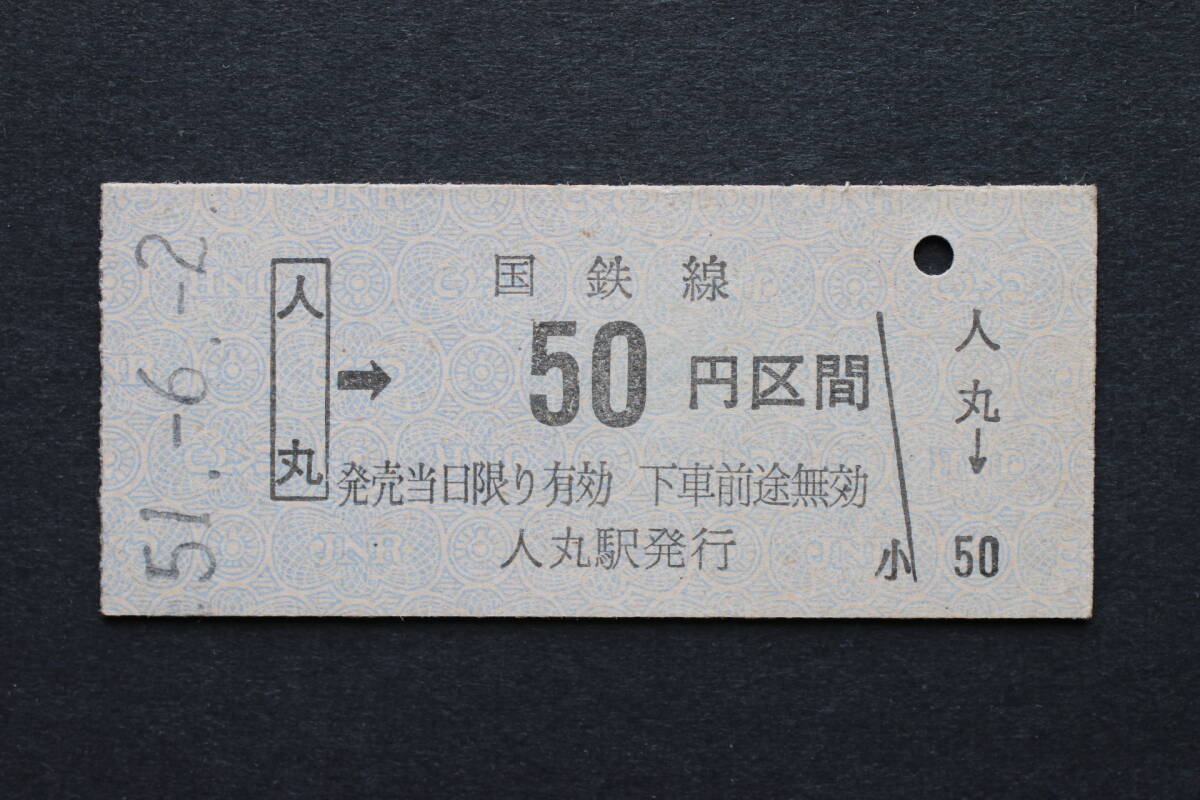 51.-6.-2
人丸
→
国鉄線
50円区間
発売当日限り有効 下車前途無効
人丸駅発行
小
人丸→
50
JNR